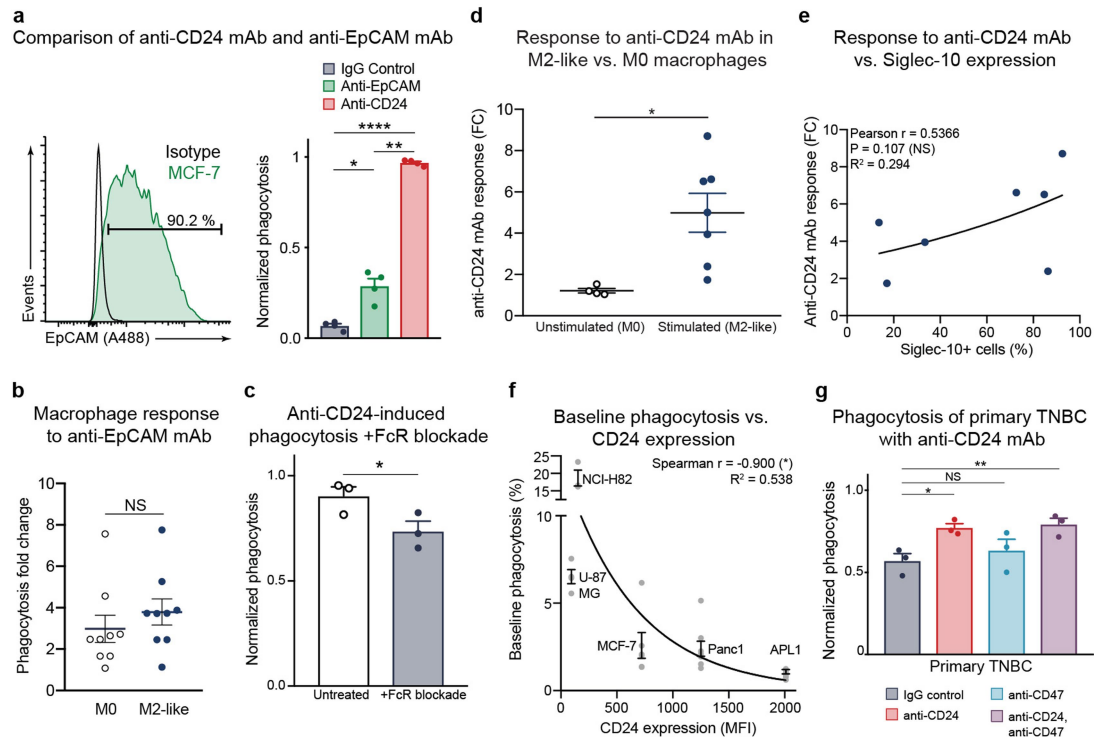 a
Comparison of anti-CD24 mAb and anti-EpCAM mAb
IgG Control
Anti-EpCAM
Anti-CD24
Isotype
MCF-7
90.2 %
Events
EpCAM (A488)
Normalized phagocytosis
1
0.5
0.0
****
**
*
b
Macrophage response
to anti-EpCAM mAb
NS
Phagocytosis fold change
10
8
6
4
2
0
M0
M2-like
c
Anti-CD24-induced
phagocytosis +FcR blockade
*
Normalized phagocytosis
1.0
0.5
0.0
Untreated
+FcR blockade
d
Response to anti-CD24 mAb in
M2-like vs. M0 macrophages
*
anti-CD24 mAb response (FC)
10
8
6
4
2
0
Unstimulated (M0)
Stimulated (M2-like)
e
Response to anti-CD24 mAb
vs. Siglec-10 expression
Pearson r = 0.5366
P = 0.107 (NS)
R² = 0.294
Anti-CD24 mAb response (FC)
10
8
6
4
2
0
0
20
40
60
80
100
Siglec-10+ cells (%)
f
Baseline phagocytosis vs.
CD24 expression
Spearman r = -0.900 (*)
R² = 0.538
Baseline phagocytosis (%)
25
20
15
10
5
0
NCI-H82
U-87
MG
MCF-7
Panc1
APL1
0
500
1000
1500
2000
CD24 expression (MFI)
g
Phagocytosis of primary TNBC
with anti-CD24 mAb
**
NS
*
Normalized phagocytosis
1.0
0.5
0.0
Primary TNBC
IgG control
anti-CD24
anti-CD47
anti-CD24,
anti-CD47